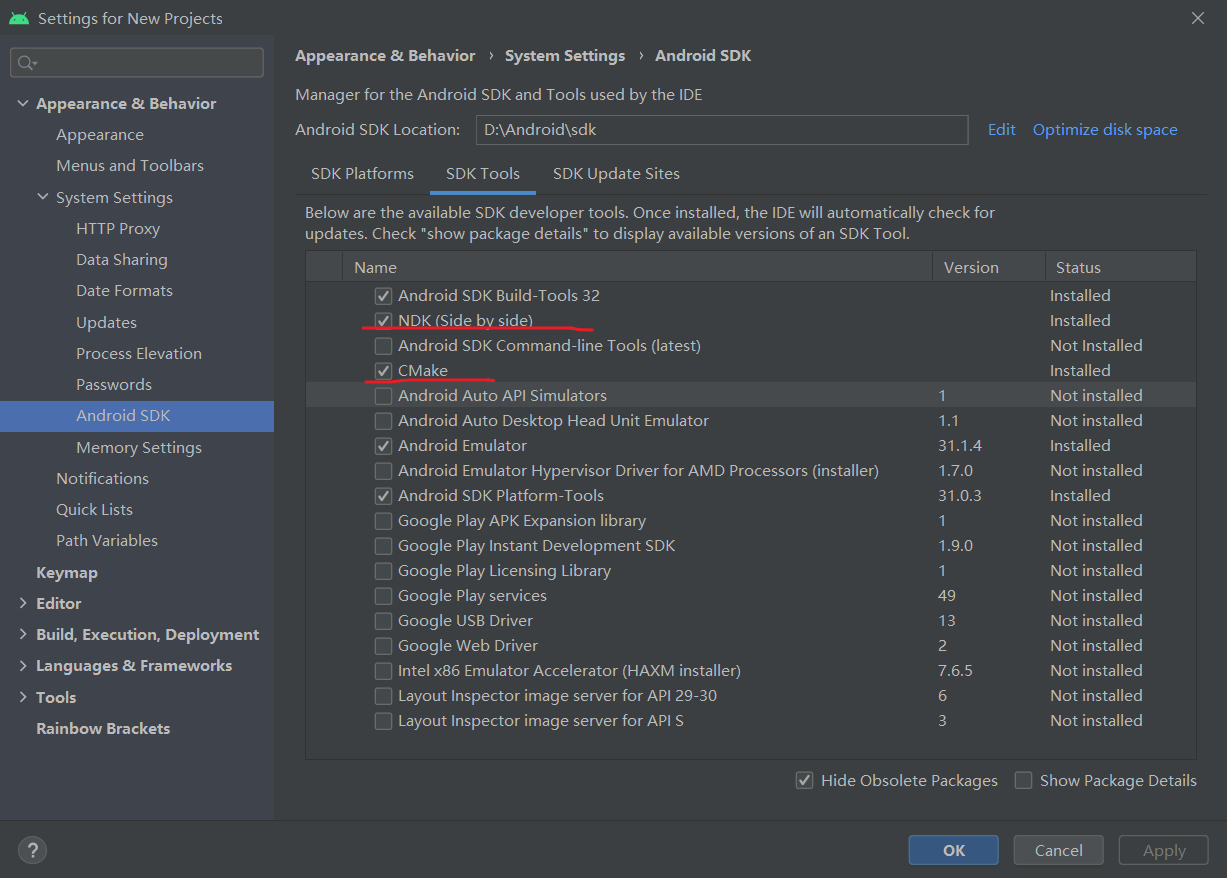 Settings for New Projects
Appearance & Behavior
Appearance
Menus and Toolbars
System Settings
HTTP Proxy
Data Sharing
Date Formats
Updates
Process Elevation
Passwords
Android SDK
Memory Settings
Notifications
Quick Lists
Path Variables
Keymap
Editor
Build, Execution, Deployment
Languages & Frameworks
Tools
Rainbow Brackets
Appearance & Behavior › System Settings › Android SDK
Manager for the Android SDK and Tools used by the IDE
Android SDK Location: D:\Android\sdk Edit Optimize disk space
SDK Platforms SDK Tools SDK Update Sites
Below are the available SDK developer tools. Once installed, the IDE will automatically check for
updates. Check "show package details" to display available versions of an SDK Tool.
Name Version Status
Android SDK Build-Tools 32 Installed
NDK (Side by side) Installed
Android SDK Command-line Tools (latest) Not Installed
CMake Installed
Android Auto API Simulators 1 Not installed
Android Auto Desktop Head Unit Emulator 1.1 Not installed
Android Emulator 31.1.4 Installed
Android Emulator Hypervisor Driver for AMD Processors (installer) 1.7.0 Not installed
Android SDK Platform-Tools 31.0.3 Installed
Google Play APK Expansion library 1 Not installed
Google Play Instant Development SDK 1.9.0 Not installed
Google Play Licensing Library 1 Not installed
Google Play services 49 Not installed
Google USB Driver 13 Not installed
Google Web Driver 2 Not installed
Intel x86 Emulator Accelerator (HAXM installer) 7.6.5 Not installed
Layout Inspector image server for API 29-30 6 Not installed
Layout Inspector image server for API S 3 Not installed
Hide Obsolete Packages Show Package Details
? OK Cancel Apply